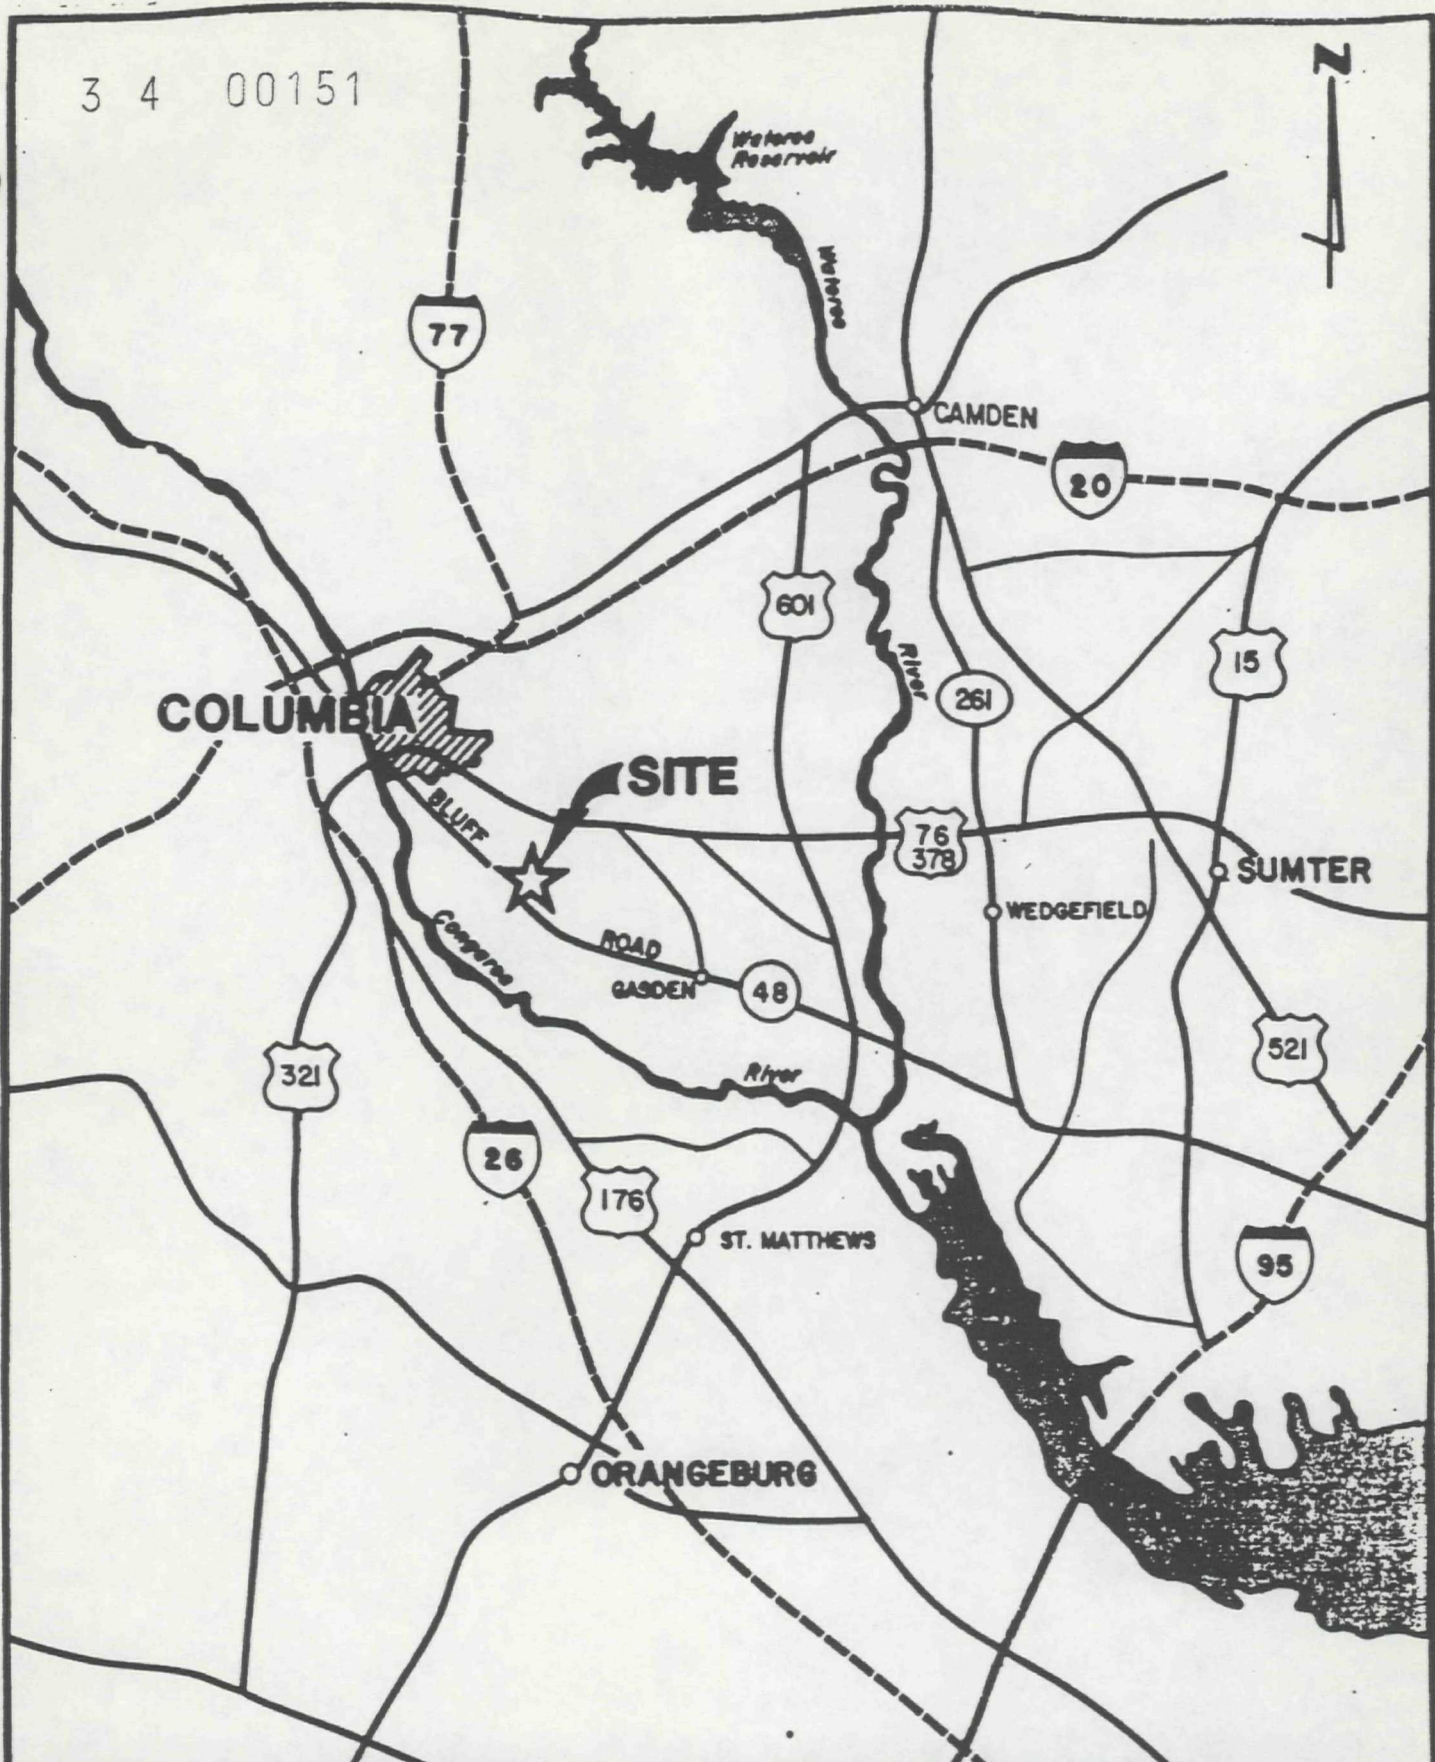 3 4 00151
N
Wateree
Reservoir
Wateree
77
CAMDEN
20
601
River
261
15
COLUMBIA
SITE
BLUFF
76
378
SUMTER
WEDGEFIELD
Congaree
ROAD
GASDEN
48
521
321
River
26
176
ST. MATTHEWS
95
ORANGEBURG